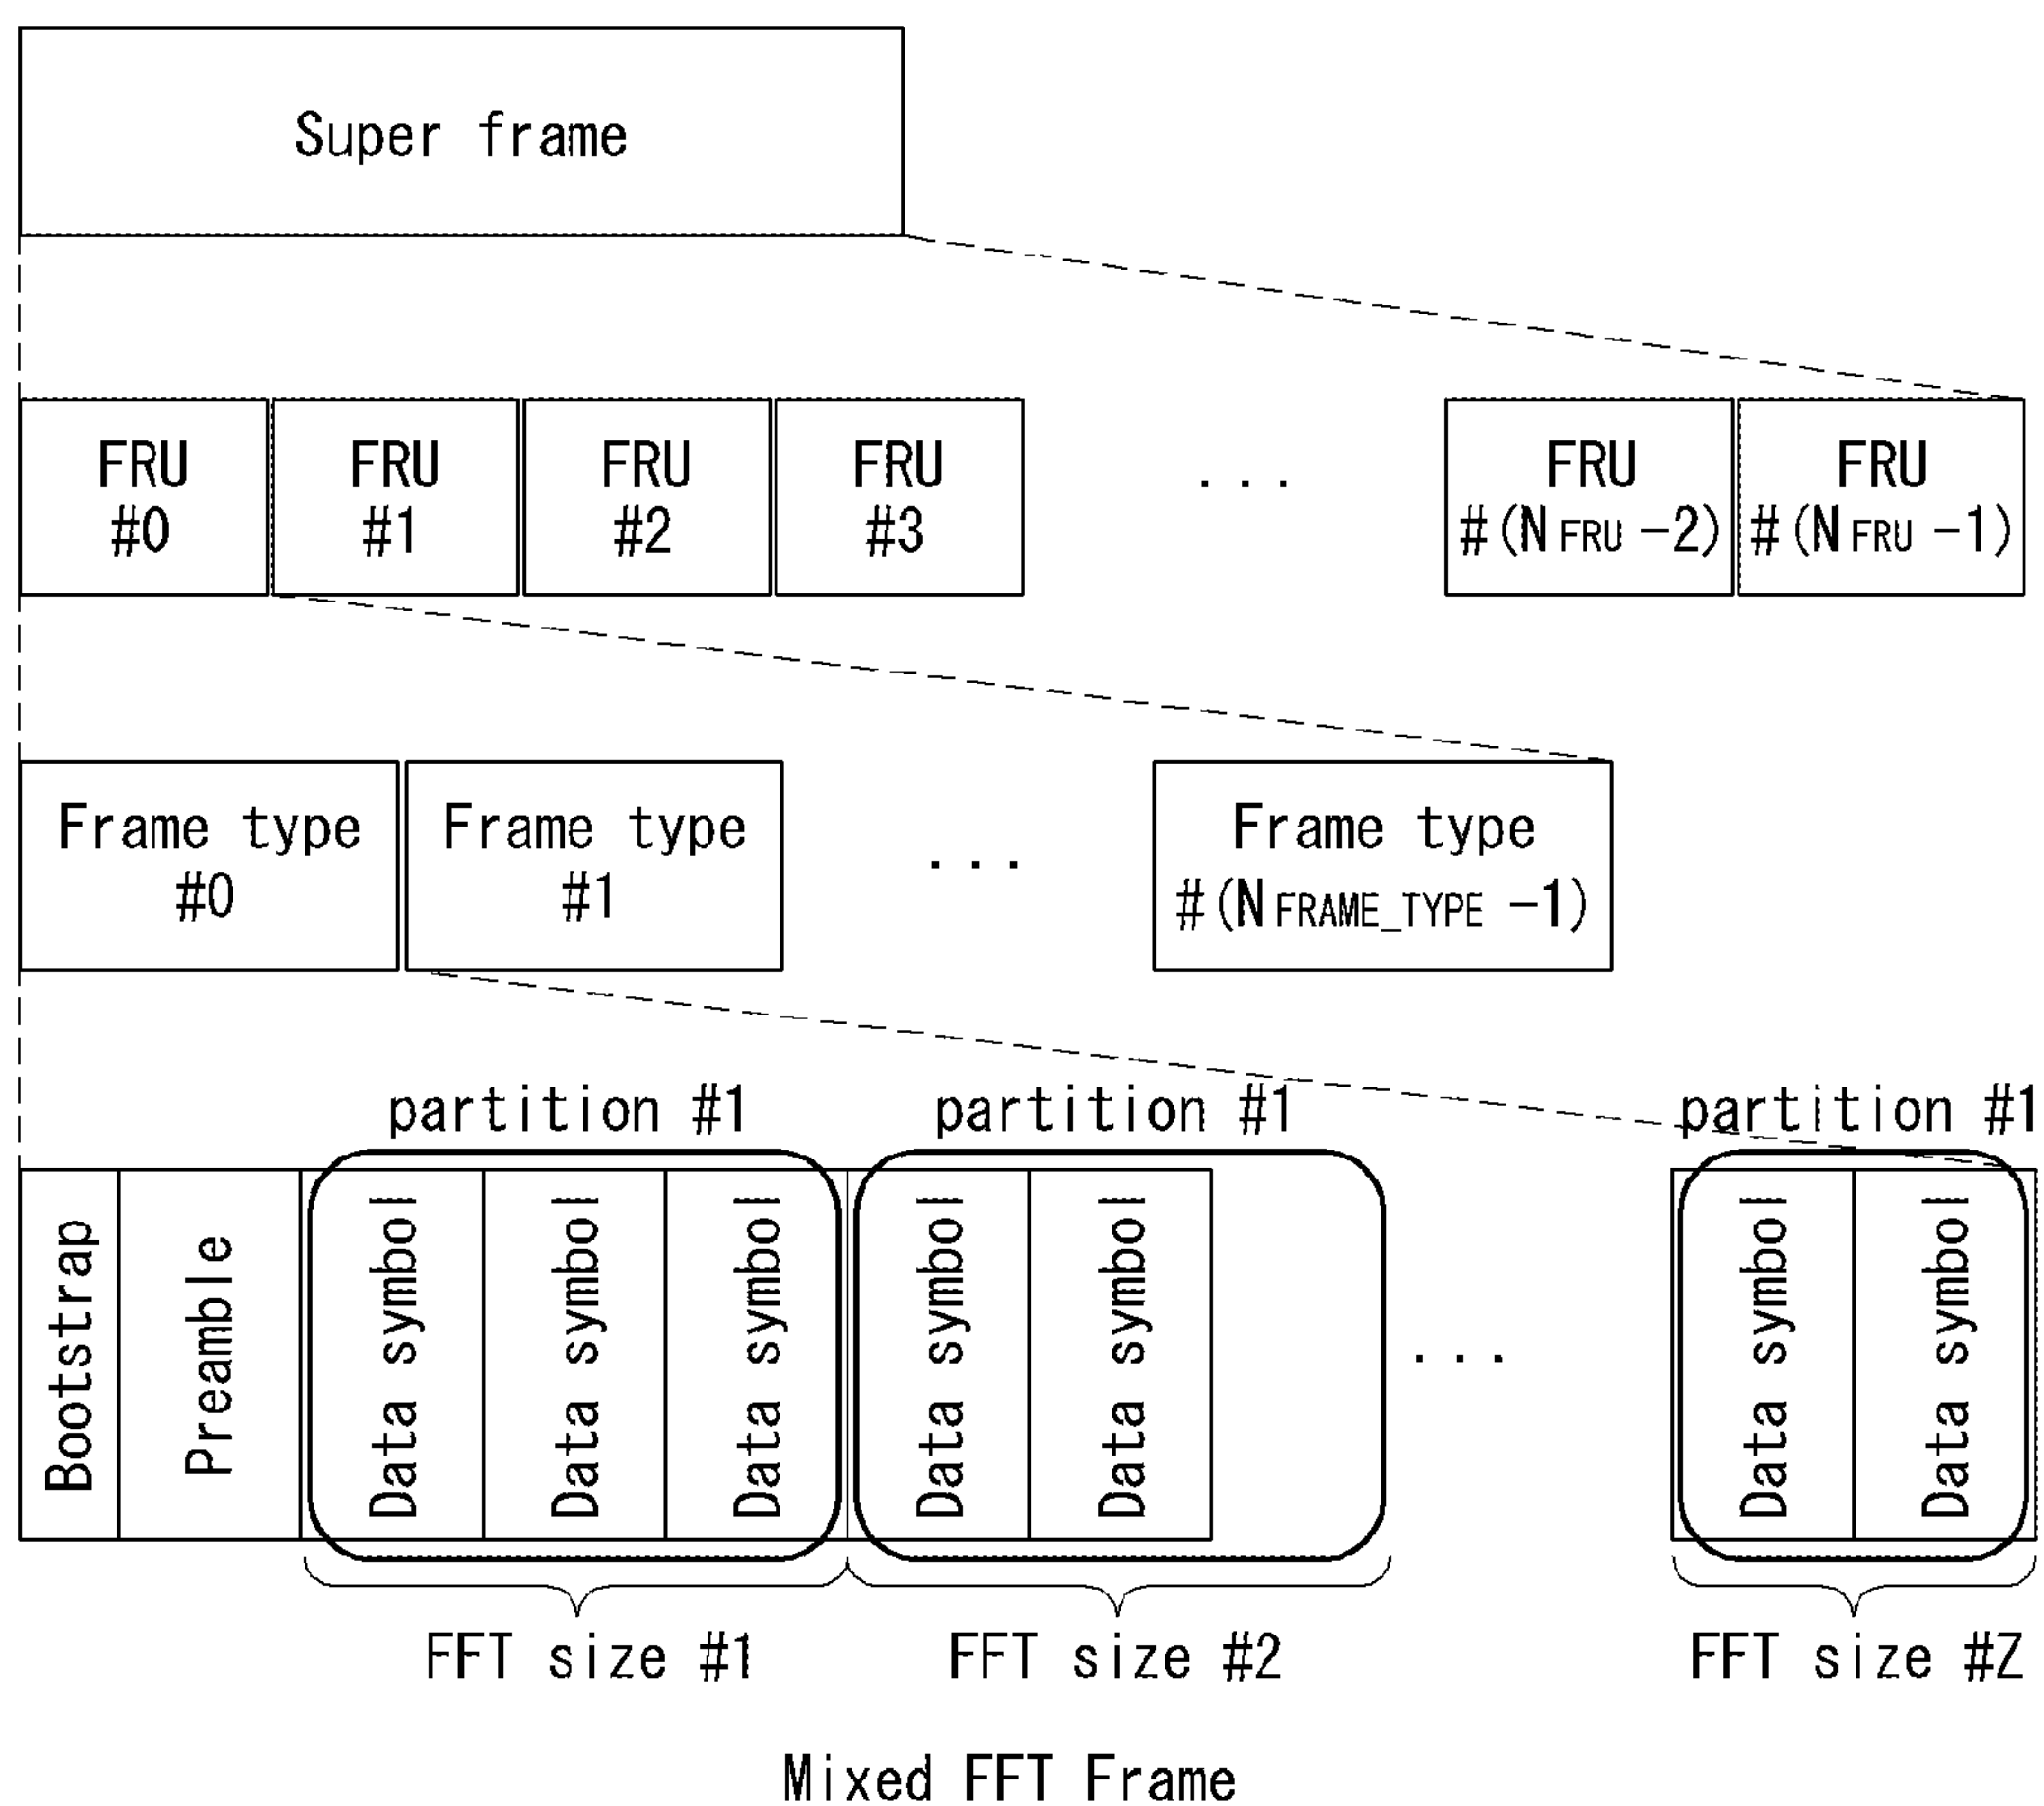 Super frame
FRU
#0
FRU
#1
FRU
#2
FRU
#3
...
FRU
#(NFRU -2)
FRU
#(NFRU -1)
Frame type
#0
Frame type
#1
...
Frame type
#(NFRAME_TYPE -1)
partition #1
partition #1
partition #1
Bootstrap
Preamble
Data symbol
Data symbol
Data symbol
Data symbol
Data symbol
...
Data symbol
Data symbol
FFT size #1
FFT size #2
FFT size #Z
Mixed FFT Frame